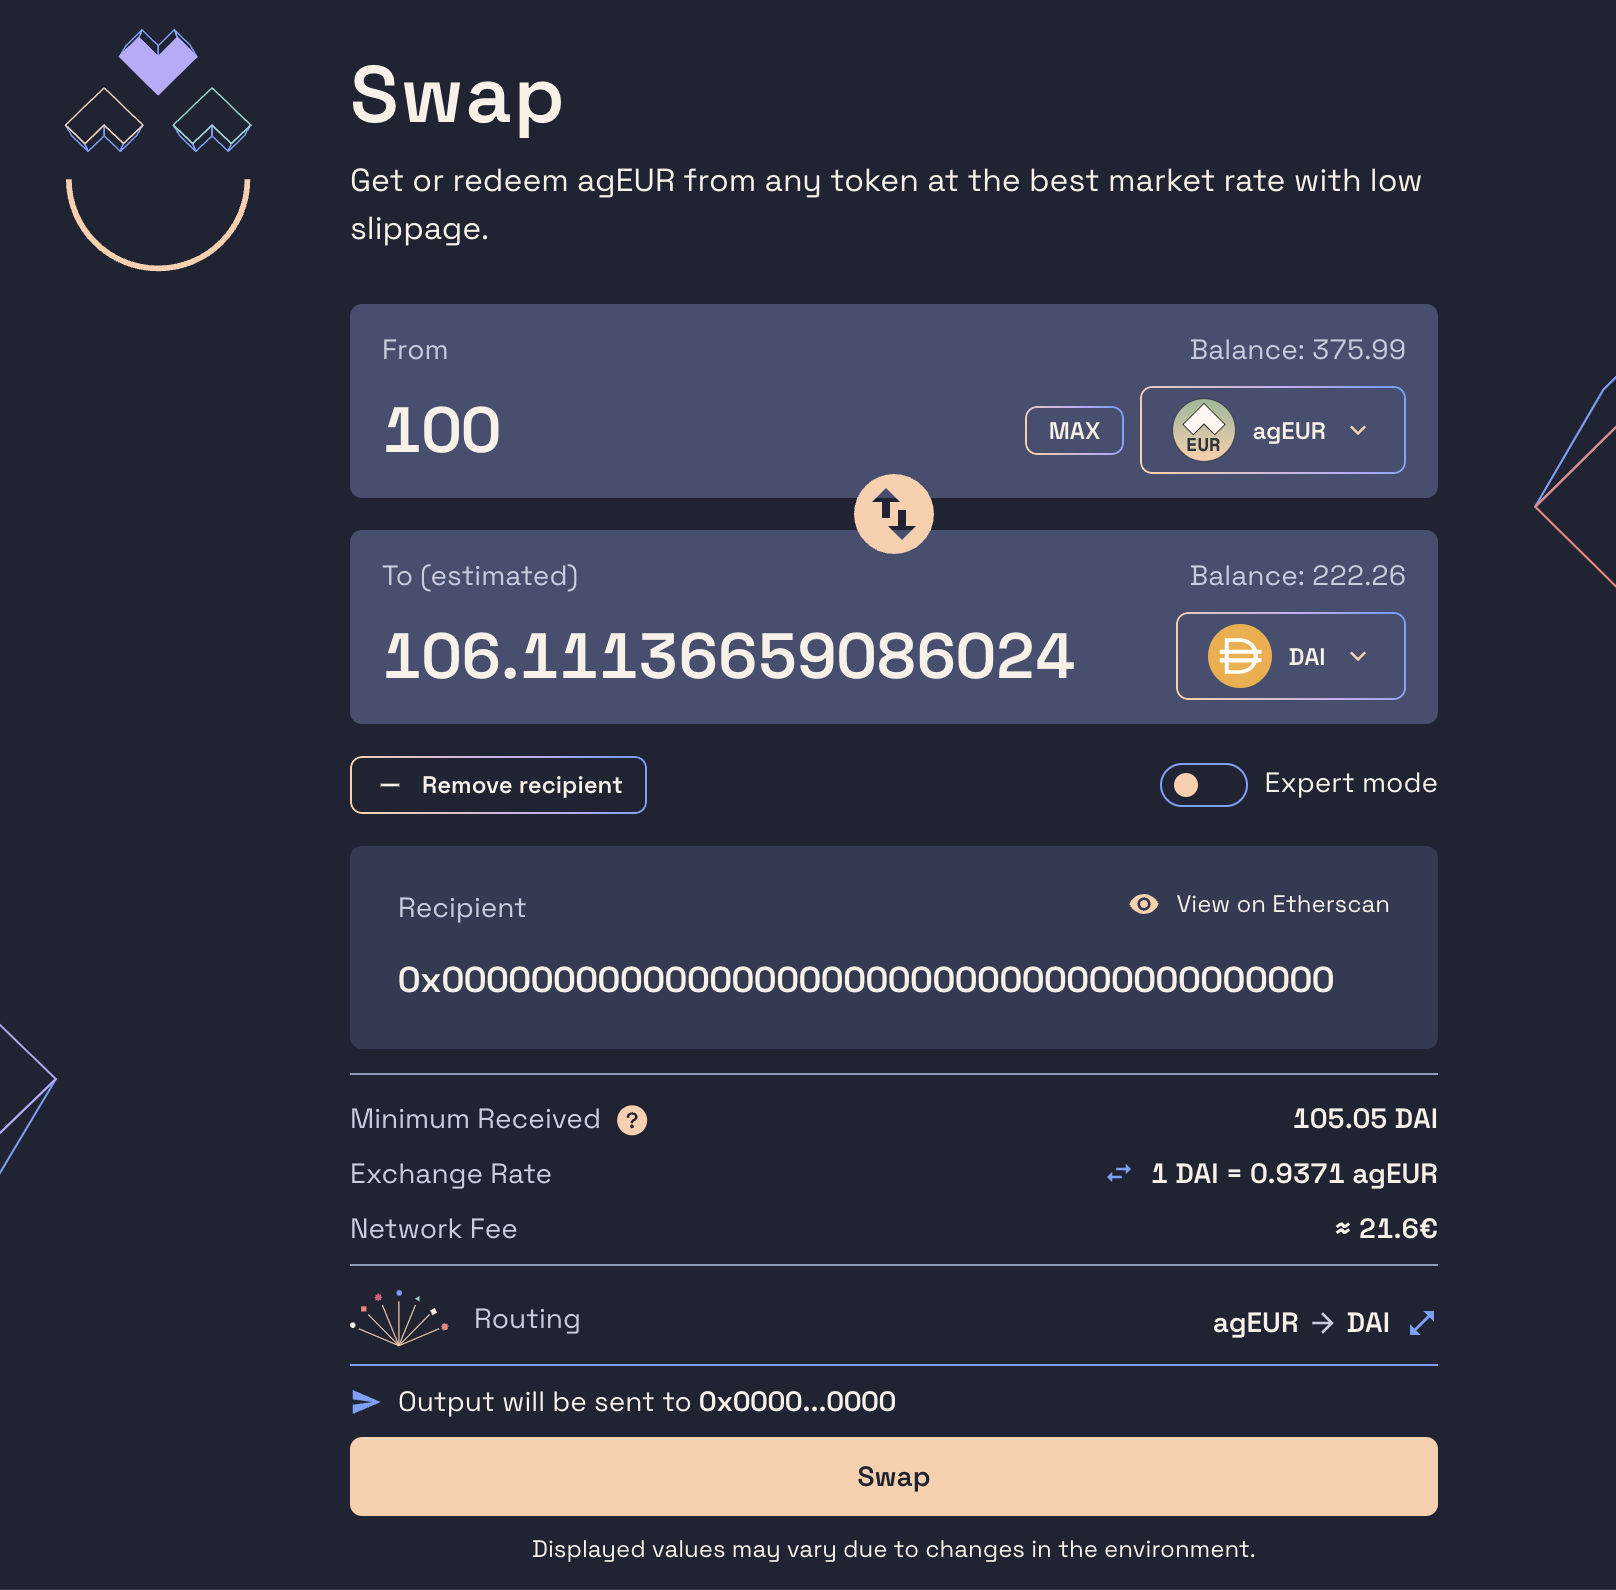 Swap
Get or redeem agEUR from any token at the best market rate with low
slippage.
From
Balance: 375.99
100
MAX
EUR
agEUR
To (estimated)
Balance: 222.26
106.11136659086024
DAI
Remove recipient
Expert mode
Recipient
View on Etherscan
0x0000000000000000000000000000000000000000
Minimum Received ?
105.05 DAI
Exchange Rate
1 DAI = 0.9371 agEUR
Network Fee
≈ 21.6€
Routing
agEUR → DAI
Output will be sent to 0x0000...0000
Swap
Displayed values may vary due to changes in the environment.